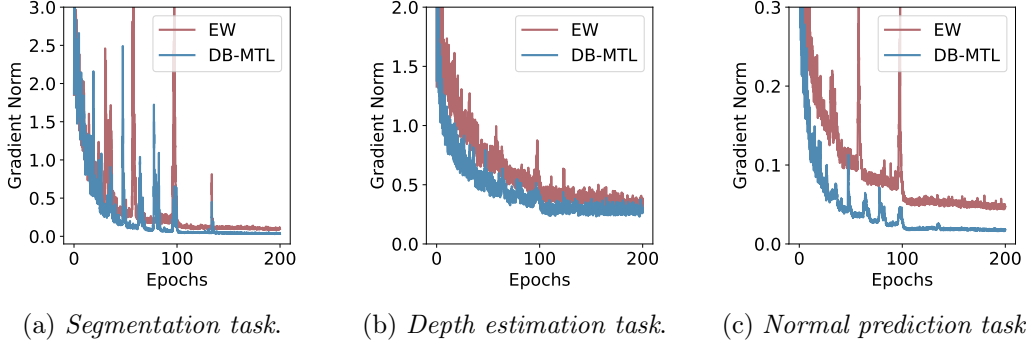 3.0
2.5
2.0
1.5
1.0
0.5
0.0
Gradient Norm
EW
DB-MTL
0
100
200
Epochs
(a) Segmentation task.
2.0
1.5
1.0
0.5
0.0
Gradient Norm
EW
DB-MTL
0
100
200
Epochs
(b) Depth estimation task.
0.3
0.2
0.1
0.0
Gradient Norm
EW
DB-MTL
0
100
200
Epochs
(c) Normal prediction task